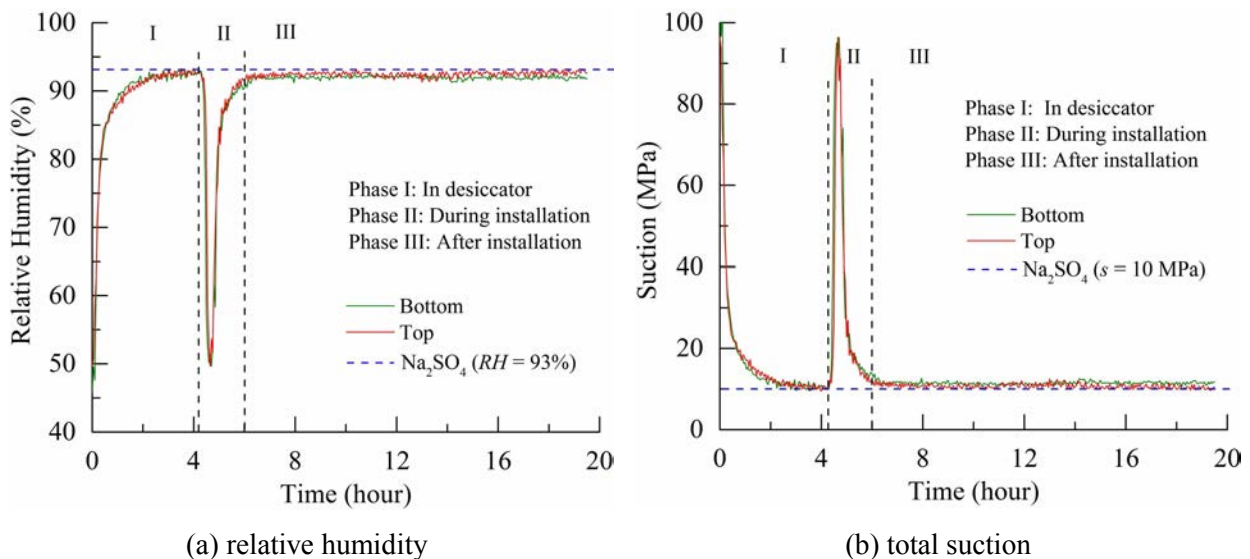 100
90
80
70
60
50
40
Relative Humidity (%)
I
II
III
Phase I: In desiccator
Phase II: During installation
Phase III: After installation
Bottom
Top
Na₂SO₄ (RH = 93%)
0
4
8
12
16
20
Time (hour)
(a) relative humidity
100
80
60
40
20
0
Suction (MPa)
I
II
III
Phase I: In desiccator
Phase II: During installation
Phase III: After installation
Bottom
Top
Na₂SO₄ (s = 10 MPa)
0
4
8
12
16
20
Time (hour)
(b) total suction